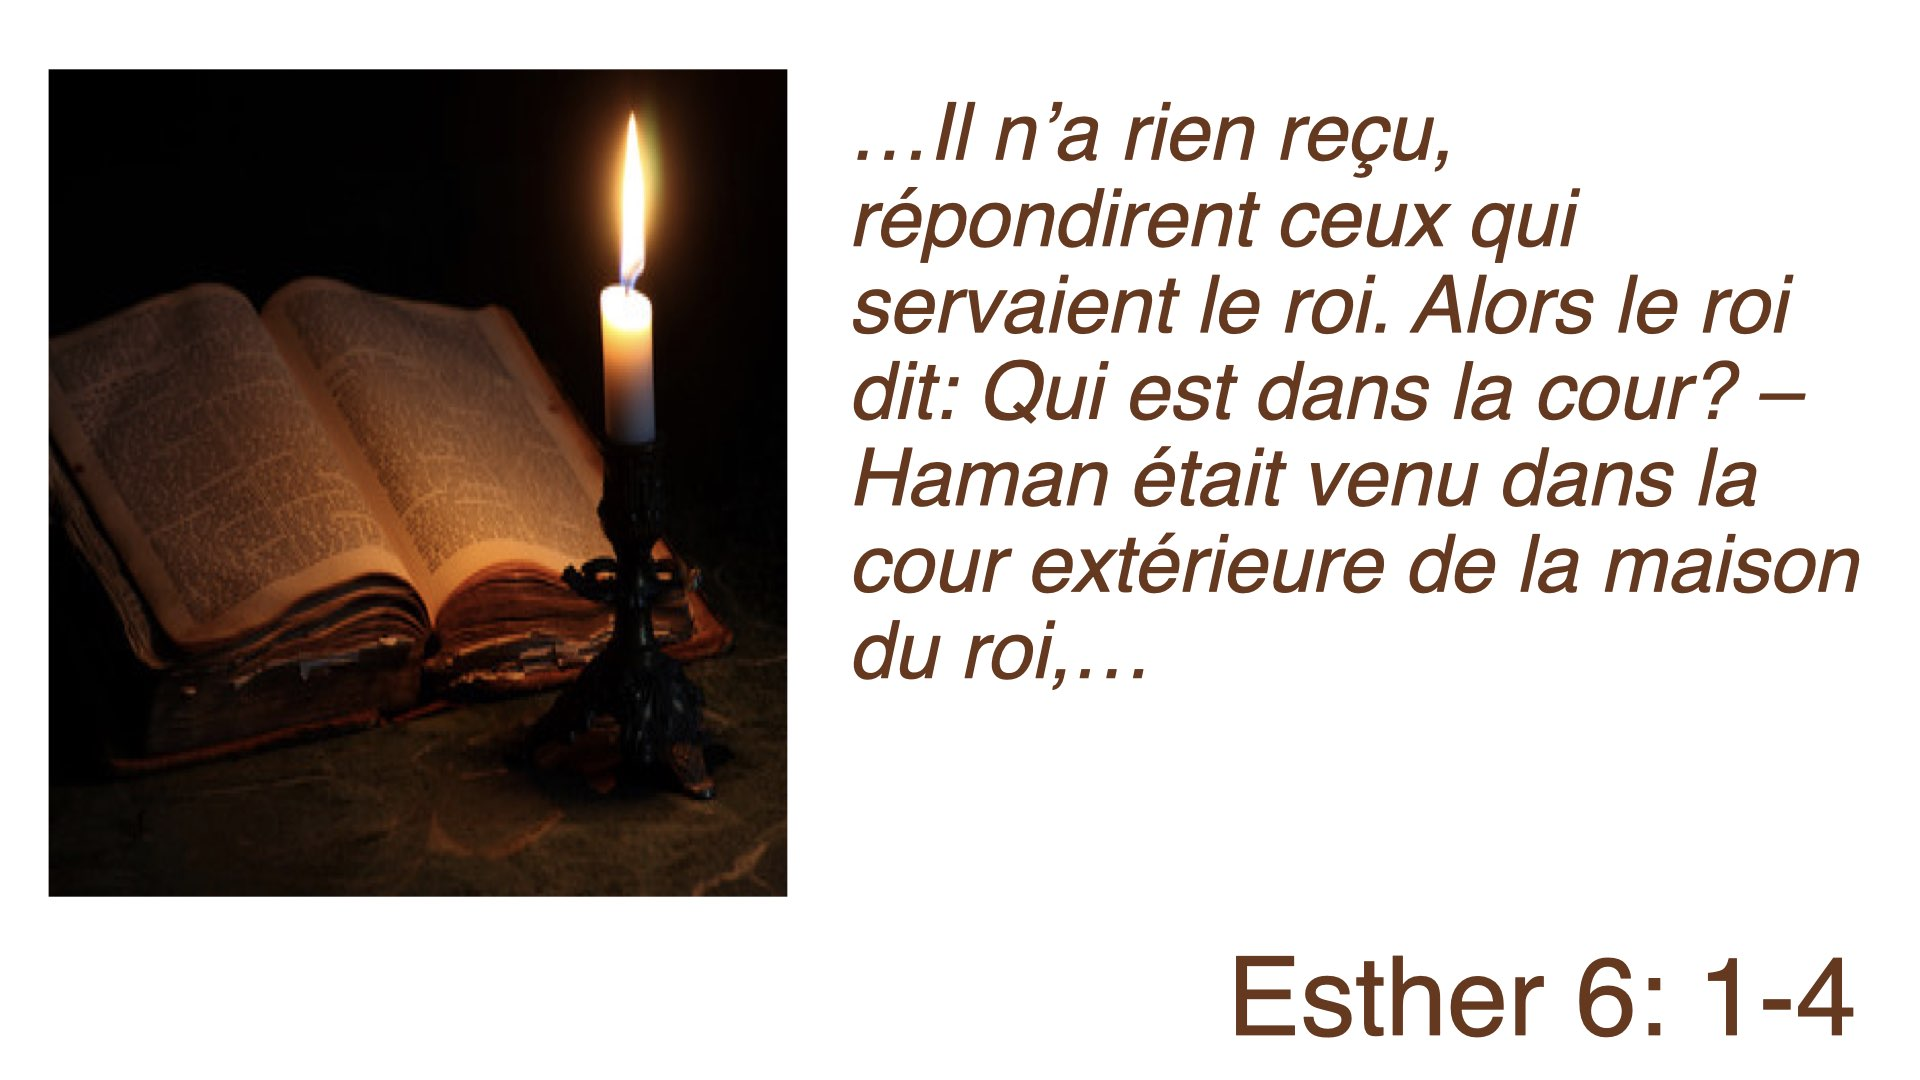 …Il n’a rien reçu,
répondirent ceux qui
servaient le roi. Alors le roi
dit: Qui est dans la cour? –
Haman était venu dans la
cour extérieure de la maison
du roi,…
Esther 6: 1-4